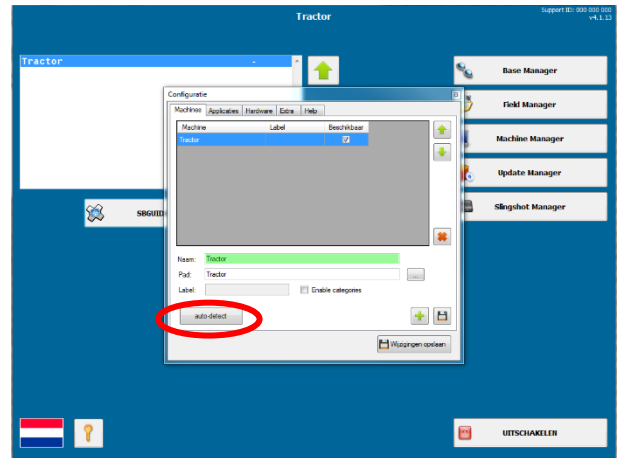 Tractor
Support ID: 000 000 000
v4.1.13
Tractor -
Base Manager
Field Manager
Machine Manager
Update Manager
Slingshot Manager
SBGUID
Configuratie
Machines Applicaties Hardware Extra Help
Machine Label Beschikbaar
Tractor
Naam: Tractor
Pad: Tractor ...
Label: Enable categories
auto-detect
Wijzigingen opslaan
UITSCHAKELEN